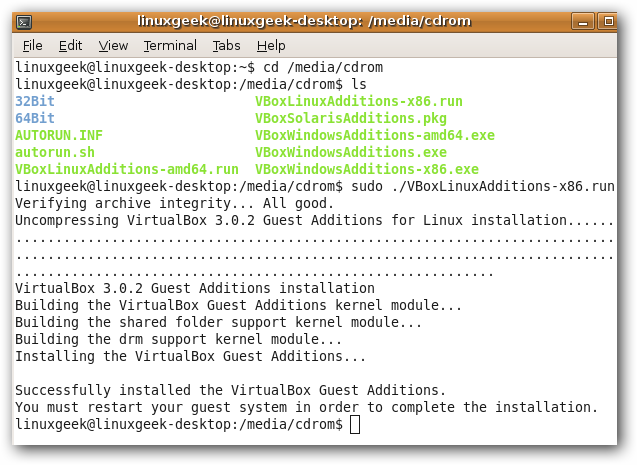 linuxgeek@linuxgeek-desktop: /media/cdrom
File Edit View Terminal Tabs Help
linuxgeek@linuxgeek-desktop:~$ cd /media/cdrom
linuxgeek@linuxgeek-desktop:/media/cdrom$ ls
32Bit VBoxLinuxAdditions-x86.run
64Bit VBoxSolarisAdditions.pkg
AUTORUN.INF VBoxWindowsAdditions-amd64.exe
autorun.sh VBoxWindowsAdditions.exe
VBoxLinuxAdditions-amd64.run VBoxWindowsAdditions-x86.exe
linuxgeek@linuxgeek-desktop:/media/cdrom$ sudo ./VBoxLinuxAdditions-x86.run
Verifying archive integrity... All good.
Uncompressing VirtualBox 3.0.2 Guest Additions for Linux installation......
...........................................................................
...........................................................................
............................................................
VirtualBox 3.0.2 Guest Additions installation
Building the VirtualBox Guest Additions kernel module...
Building the shared folder support kernel module...
Building the drm support kernel module...
Installing the VirtualBox Guest Additions...
Successfully installed the VirtualBox Guest Additions.
You must restart your guest system in order to complete the installation.
linuxgeek@linuxgeek-desktop:/media/cdrom$